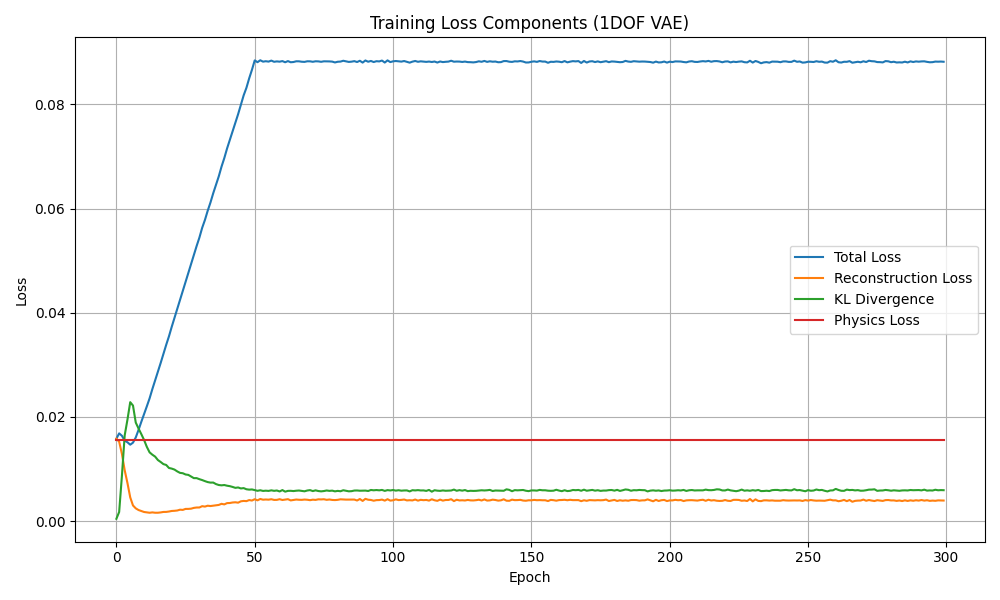 Training Loss Components (1DOF VAE)
Loss
0.08
0.06
0.04
0.02
0.00
Total Loss
Reconstruction Loss
KL Divergence
Physics Loss
0 50 100 150 200 250 300
Epoch